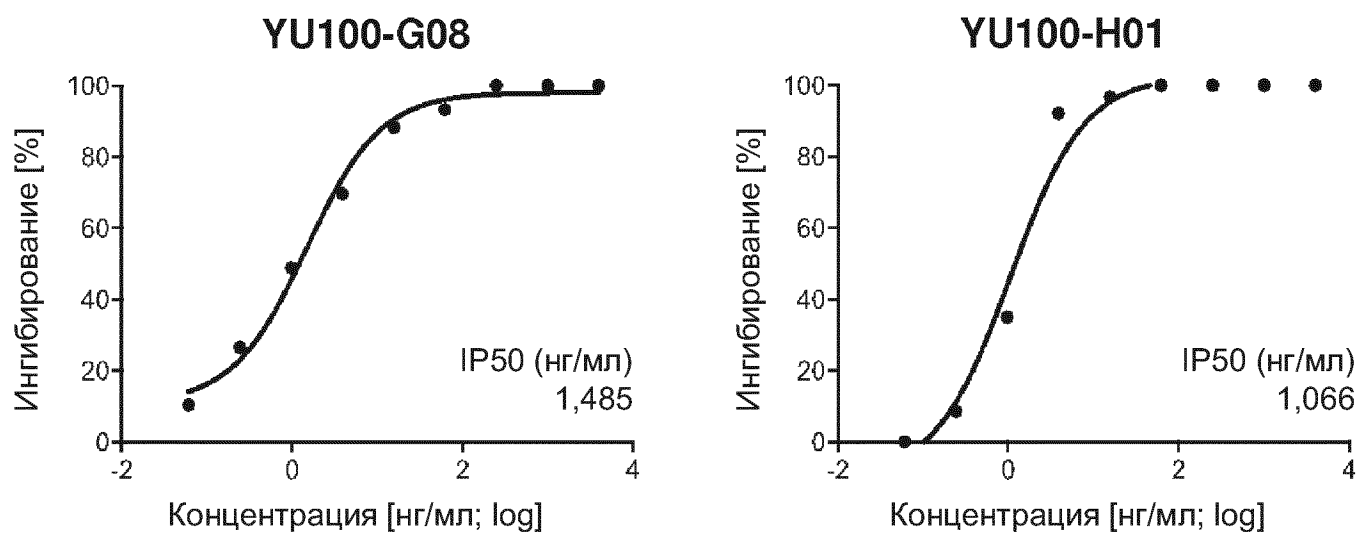 YU100-G08
Ингибирование [%]
100
80
60
40
20
0
-2
0
2
4
IP50 (нг/мл)
1,485
Концентрация [нг/мл; log]
YU100-H01
Ингибирование [%]
100
80
60
40
20
0
-2
0
2
4
IP50 (нг/мл)
1,066
Концентрация [нг/мл; log]